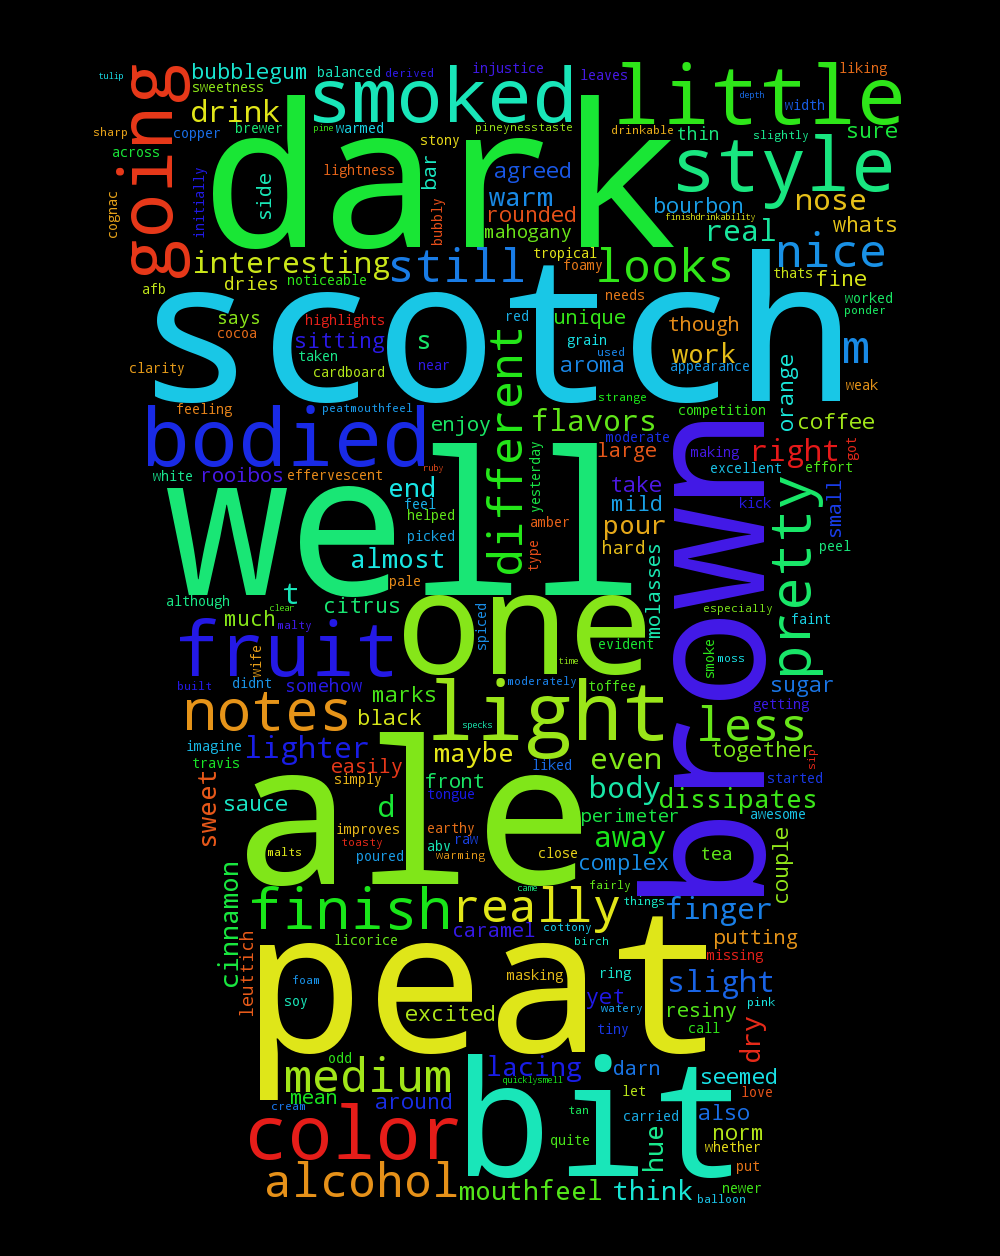 tulip
going
bubblegum
balanced
derived
injustice
leaves
little
liking
sweetness
smoked
depth
width
drink
sharp
copper
brewer
pine
warmed
stony
pineynesstaste
drinkable
thin
slightly
sure
across
dark
style
lightness
bar
agreed
cognac
initially
side
warm
bourbon
nose
rounded
finishdrinkability
bubbly
mahogany
real
whats
interesting
still
tropical
looks
nice
foamy
thats
fine
afb
dries
noticeable
scotch
needs
worked
ponder
says
highlights
red
unique
though
cocoa
sitting
s
grain
used
work
m
taken
near
aroma
appearance
clarity
cardboard
different
strange
orange
weak
feeling
peatmouthfeel
enjoy
flavors
competition
coffee
bodied
moderate
brown
large
making
right
got
white
rooibos
effervescent
ruby
yesterday
excellent
effort
well
end
feel
take
pretty
small
kick
helped
mild
picked
amber
pour
almost
type
hard
peel
pale
molasses
although
t
citrus
one
clear
much
malty
spiced
especially
faint
fruit
evident
wife
time
smoke
moss
built
didnt
somehow
moderately
toffee
sugar
notes
marks
light
black
specks
less
getting
imagine
lighter
maybe
even
together
sip
travis
easily
simply
front
liked
body
started
sweet
sauce
ale
d
tongue
dissipates
perimeter
awesome
improves
earthy
away
toasty
abv
raw
malts
poured
warming
close
complex
tea
couple
cinnamon
came
fairly
finish
really
things
finger
caramel
cottony
licorice
birch
putting
leuttich
missing
peat
foam
masking
ring
slight
soy
yet
excited
watery
resiny
pink
tiny
call
dry
odd
medium
lacing
darn
seemed
quicklysmell
mean
let
love
cream
around
bit
tan
carried
also
color
quite
hue
norm
whether
alcohol
put
mouthfeel
think
newer
balloon